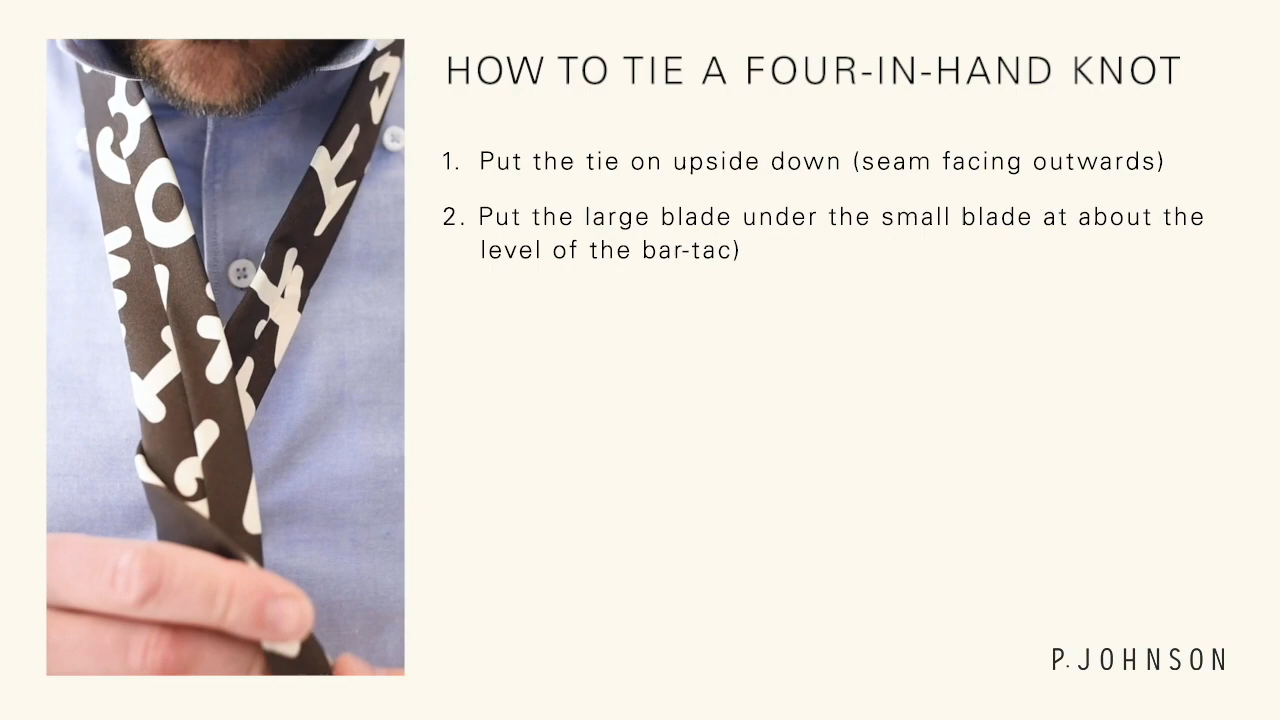 HOW TO TIE A FOUR-IN-HAND KNOT
1. Put the tie on upside down (seam facing outwards)
2. Put the large blade under the small blade at about the
level of the bar-tac)
P.JOHNSON